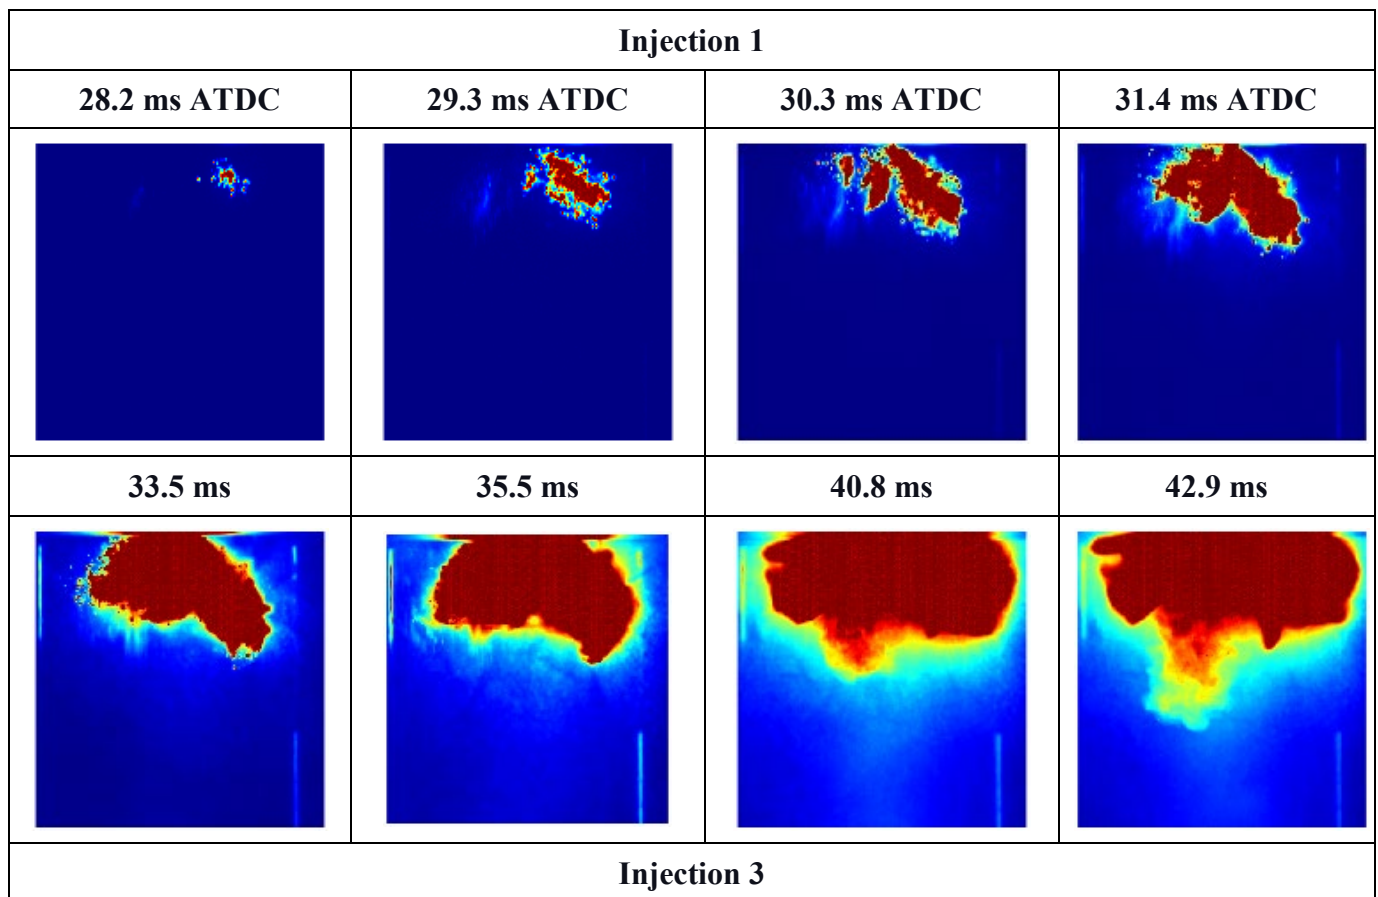 Injection 1
28.2 ms ATDC 29.3 ms ATDC 30.3 ms ATDC 31.4 ms ATDC
33.5 ms 35.5 ms 40.8 ms 42.9 ms
Injection 3